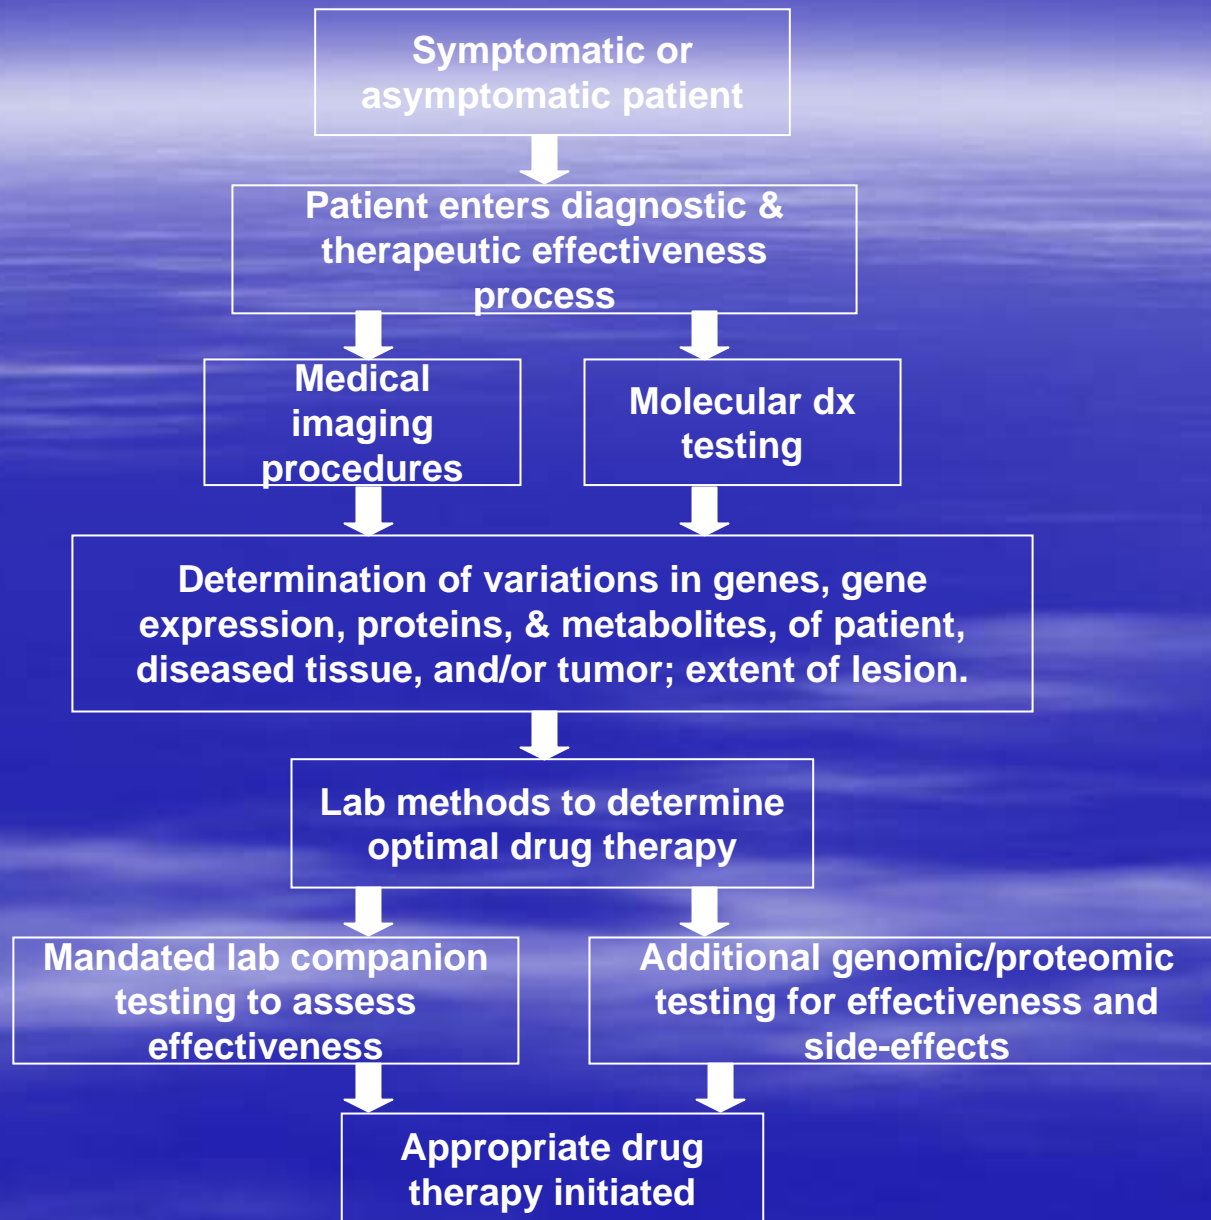 Symptomatic or
asymptomatic patient
Patient enters diagnostic &
therapeutic effectiveness
process
Medical
imaging
procedures
Molecular dx
testing
Determination of variations in genes, gene
expression, proteins, & metabolites, of patient,
diseased tissue, and/or tumor; extent of lesion.
Lab methods to determine
optimal drug therapy
Mandated lab companion
testing to assess
effectiveness
Additional genomic/proteomic
testing for effectiveness and
side-effects
Appropriate drug
therapy initiated